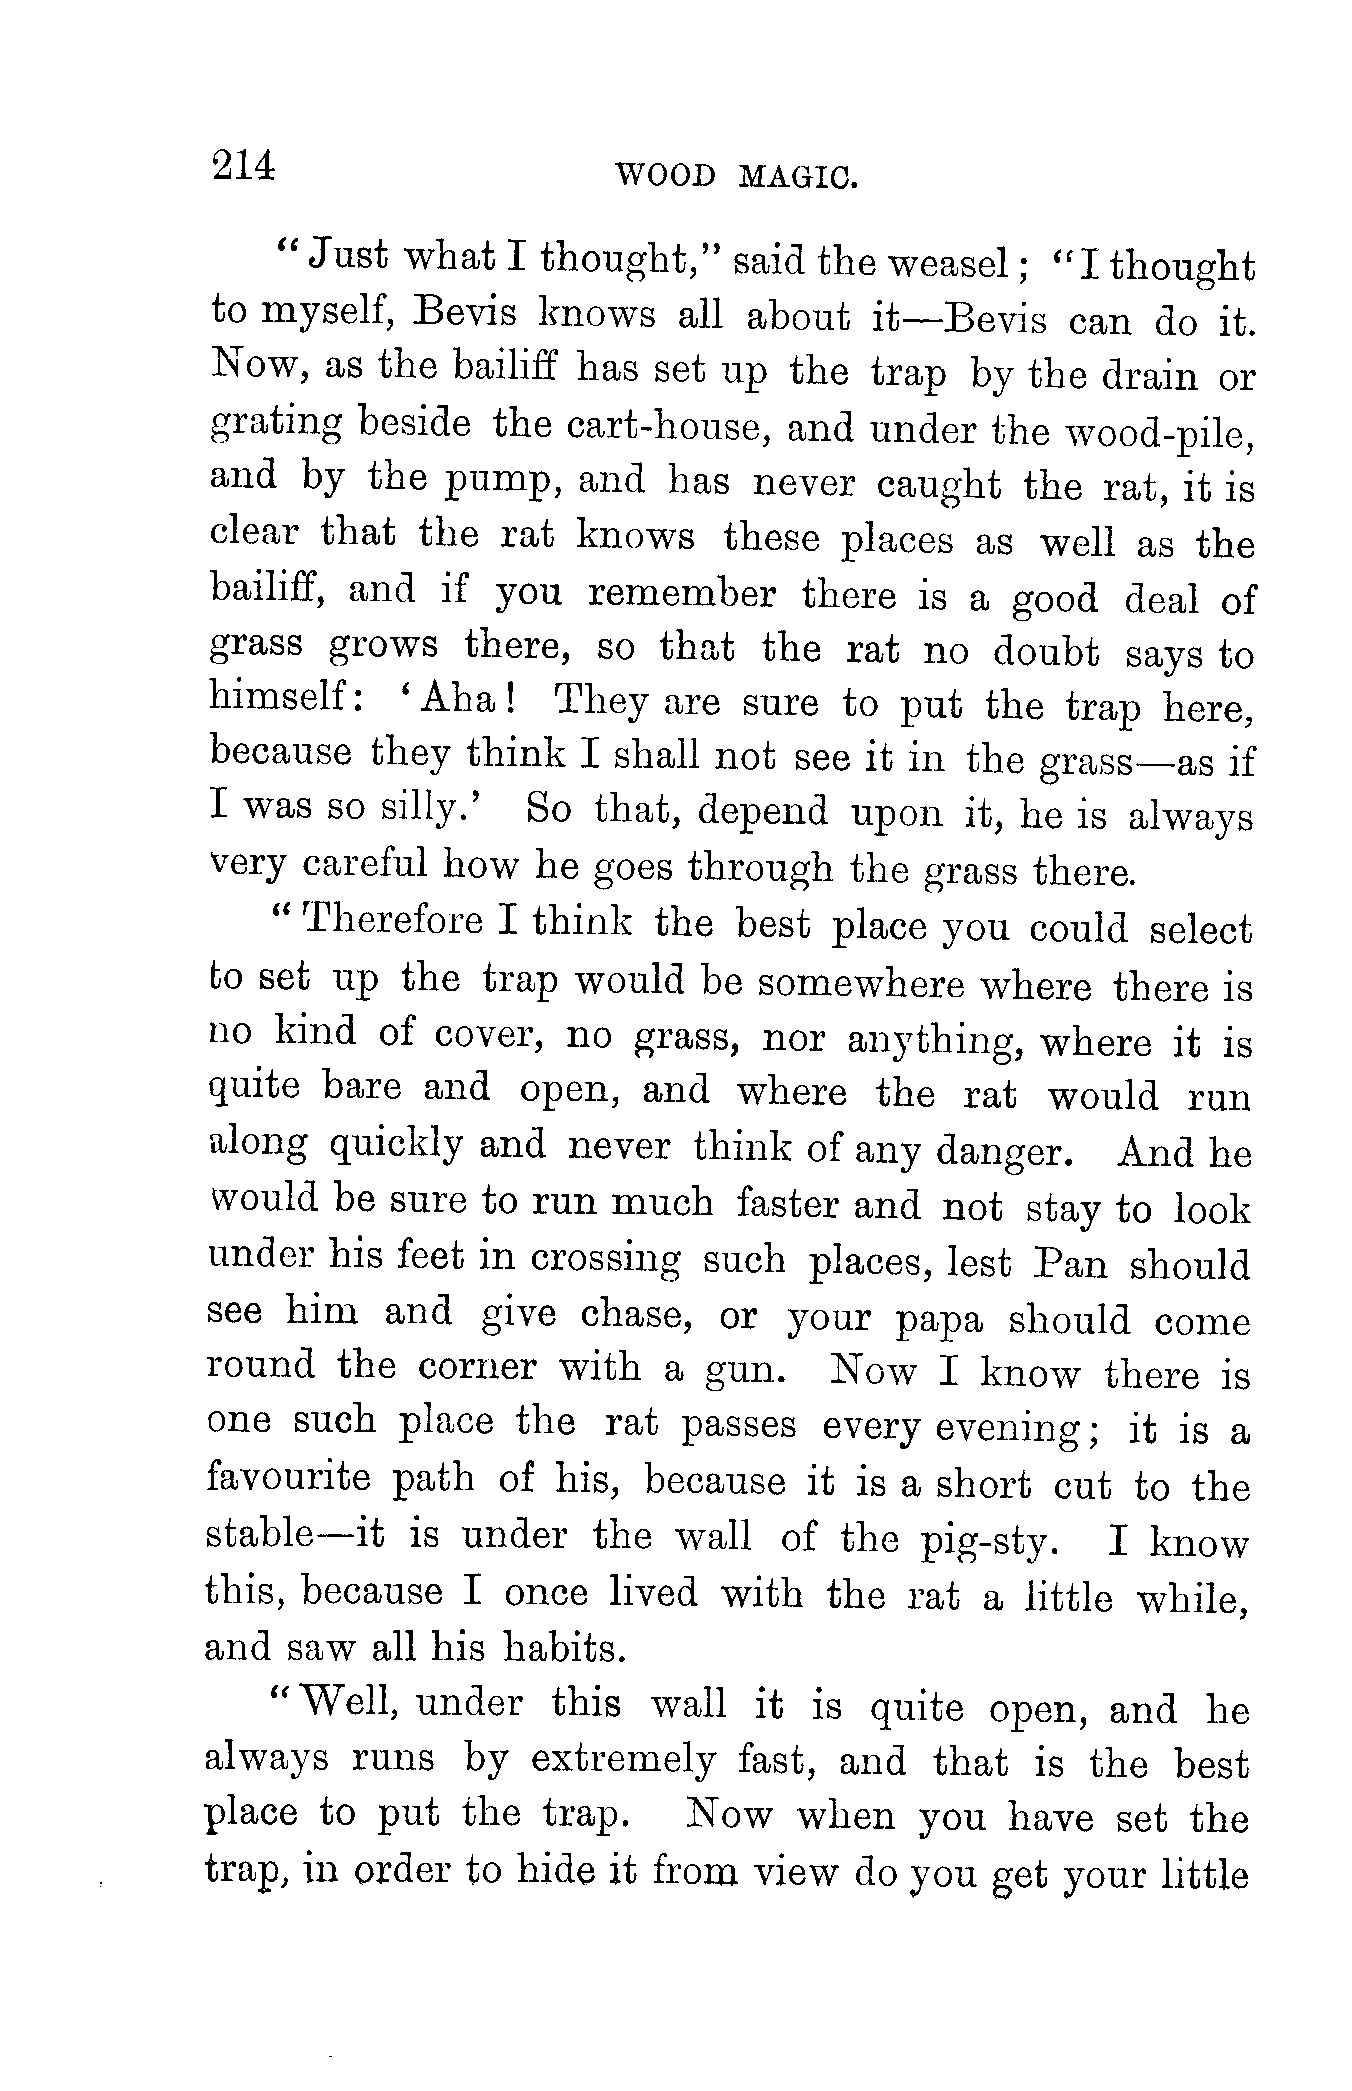 214 WOOD MAGIC.
"Just what I thought," said the weasel; "I thought
to myself, Bevis knows all about it—Bevis can do it.
Now, as the bailiff has set up the trap by the drain or
grating beside the cart-house, and under the wood-pile,
and by the pump, and has never caught the rat, it is
clear that the rat knows these places as well as the
bailiff, and if you remember there is a good deal of
grass grows there, so that the rat no doubt says to
himself: 'Aha! They are sure to put the trap here,
because they think I shall not see it in the grass—as if
I was so silly.' So that, depend upon it, he is always
very careful how he goes through the grass there.
"Therefore I think the best place you could select
to set up the trap would be somewhere where there is
no kind of cover, no grass, nor anything, where it is
quite bare and open, and where the rat would run
along quickly and never think of any danger. And he
would be sure to run much faster and not stay to look
under his feet in crossing such places, lest Pan should
see him and give chase, or your papa should come
round the corner with a gun. Now I know there is
one such place the rat passes every evening; it is a
favourite path of his, because it is a short cut to the
stable—it is under the wall of the pig-sty. I know
this, because I once lived with the rat a little while,
and saw all his habits.
"Well, under this wall it is quite open, and he
always runs by extremely fast, and that is the best
place to put the trap. Now when you have set the
trap, in order to hide it from view do you get your little